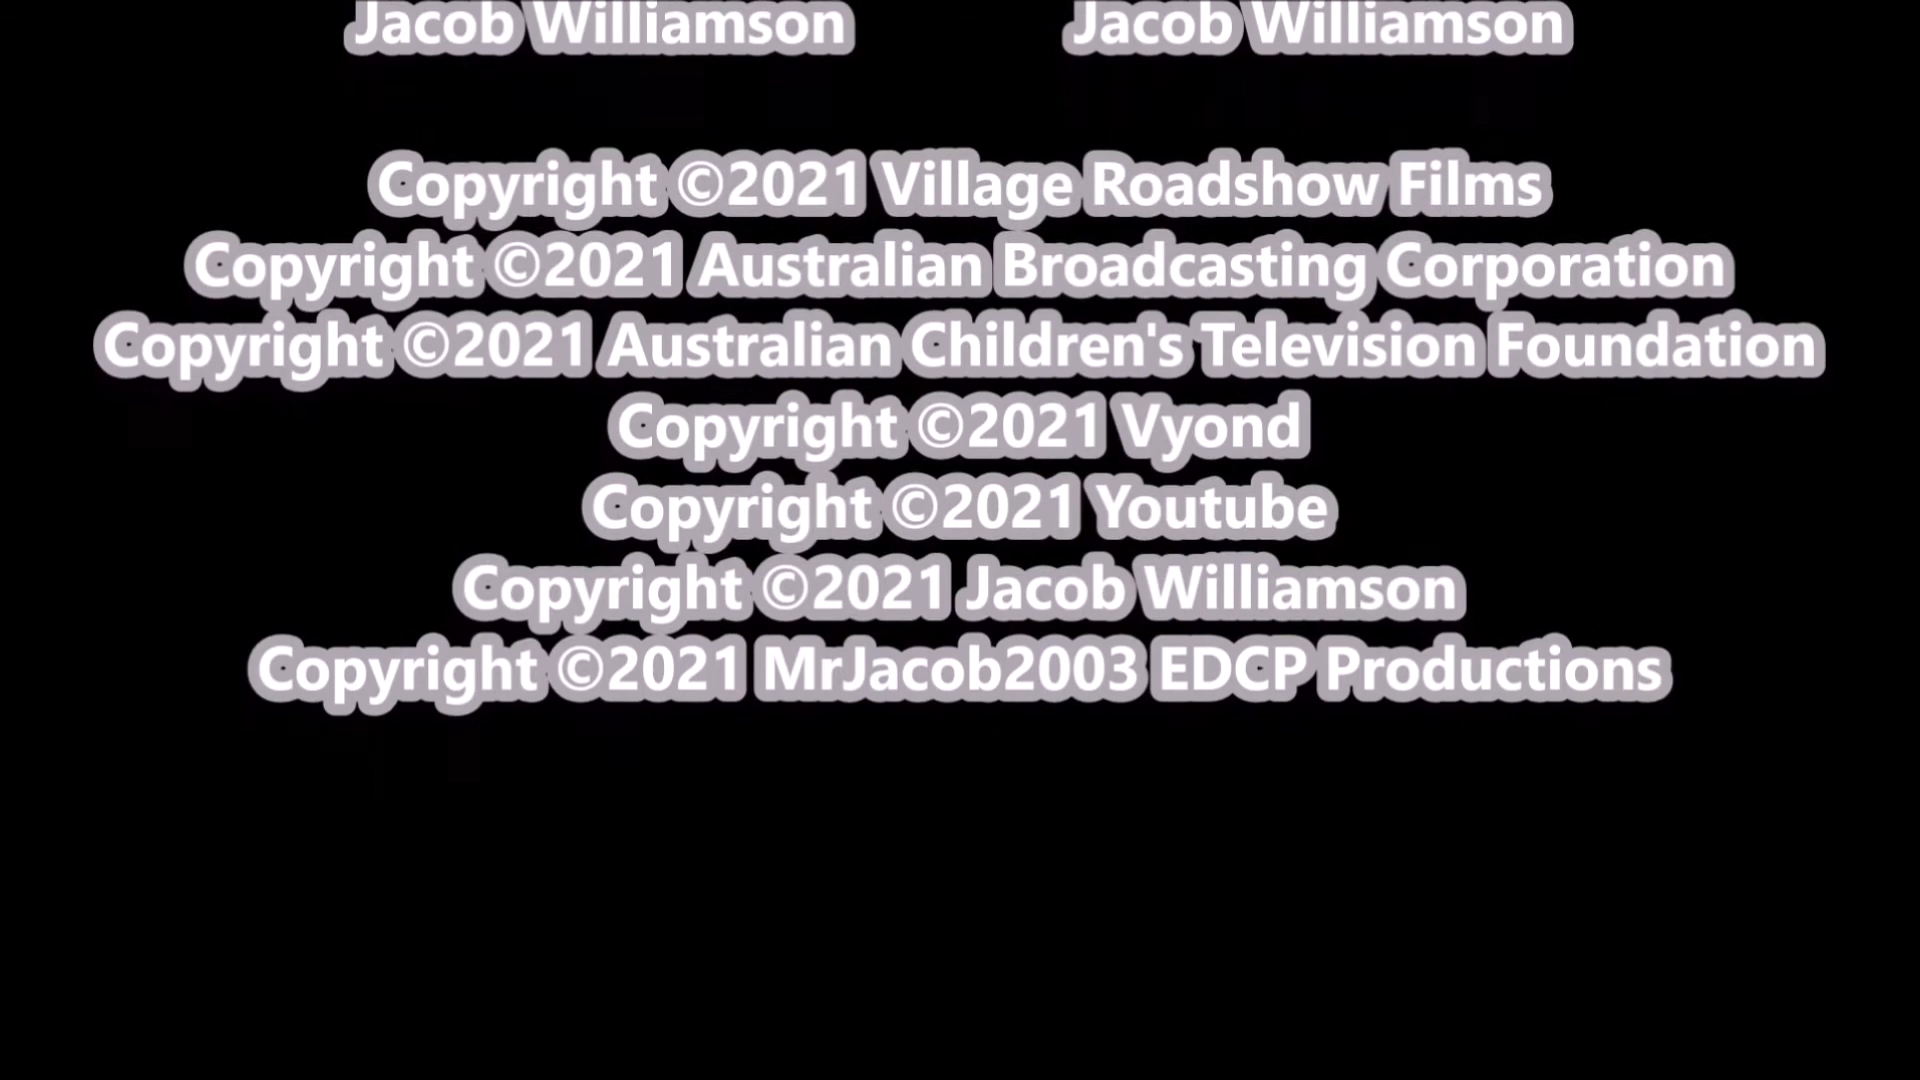 Jacob Williamson Jacob Williamson
Copyright ©2021 Village Roadshow Films
Copyright ©2021 Australian Broadcasting Corporation
Copyright ©2021 Australian Children's Television Foundation
Copyright ©2021 Vyond
Copyright ©2021 Youtube
Copyright ©2021 Jacob Williamson
Copyright ©2021 MrJacob2003 EDCP Productions